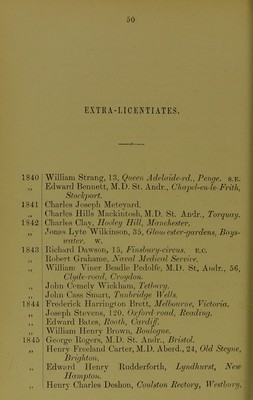 50
EXTRA-LICENTIATES.
1840 William Strang, 13, Queen Adelaide-rd., Penge. S.E.
„ Edward Bennett, M.D. St. Andr., Chapel-en-le-Frith,
Stockport.
1841 Charles Joseph Meteyard.
„ Charles Hills Mackintosh, M.D. St. Andr., Torquay.
1842 Charles Clay, Hooley Hill, Manchester.
„ Jones Lyte Wilkinson, 35, Gloucester-gardens, Bays-
water. W.
1843 Richard Dawson, 15, Finsbury-circus. E.C.
„ Robert Grahame, Naval Medical Service.
„ William Viner Beadle Pedolfe, M.D. St. Andr., 56,
Clyde-road, Croydon.
„ John Cemely Wickham, Tetbury.
„ John Cass Smart, Tunbridge Wells.
1844 Frederick Harrington Brett, Melbourne, Victoria.
„ Joseph Stevens, 120, Oxford-road, Reading.
„ Edward Bates, Roath, Cardiff.
„ William Henry Brown, Boulogne.
1845 George Rogers, M.D. St. Andr., Bristol.
„ Henry Freeland Carter, M.D. Aberd., 24, Old Steyne,
Brighton.
„ Edward Henry Rudderforth, Lyndhurst, New
Hampton.
„ Henry Charles Deshon, Coulston Rectory, Westbury,